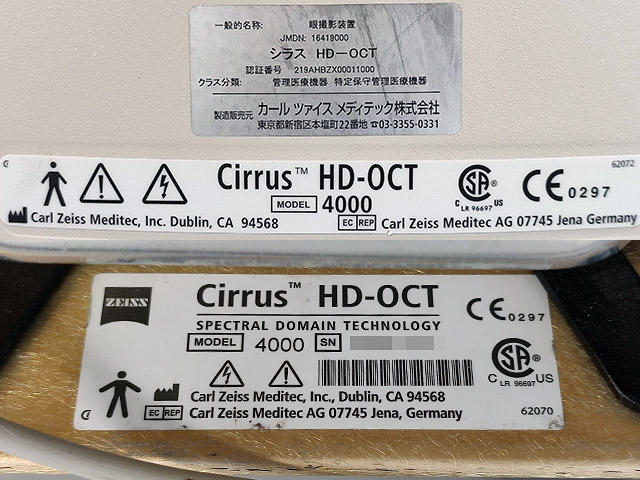 一般的名称: 眼撮影装置
JMDN: 16419000
シラス HD-OCT
認証番号 219AHBZX00011000
クラス分類: 管理医療機器 特定保守管理医療機器
製造販売元 カール ツァイス メディテック株式会社
東京都新宿区本塩町22番地 ☎03-3355-0331
62072
Cirrus™ HD-OCT
MODEL 4000
SA C LR 96697 US
CE 0297
Carl Zeiss Meditec, Inc. Dublin, CA 94568
EC REP Carl Zeiss Meditec AG 07745 Jena Germany
ZEISS
Cirrus™ HD-OCT
SPECTRAL DOMAIN TECHNOLOGY
CE 0297
MODEL 4000 SN
SA C LR 96697 US
Carl Zeiss Meditec, Inc., Dublin, CA 94568
EC REP Carl Zeiss Meditec AG 07745 Jena, Germany
62070